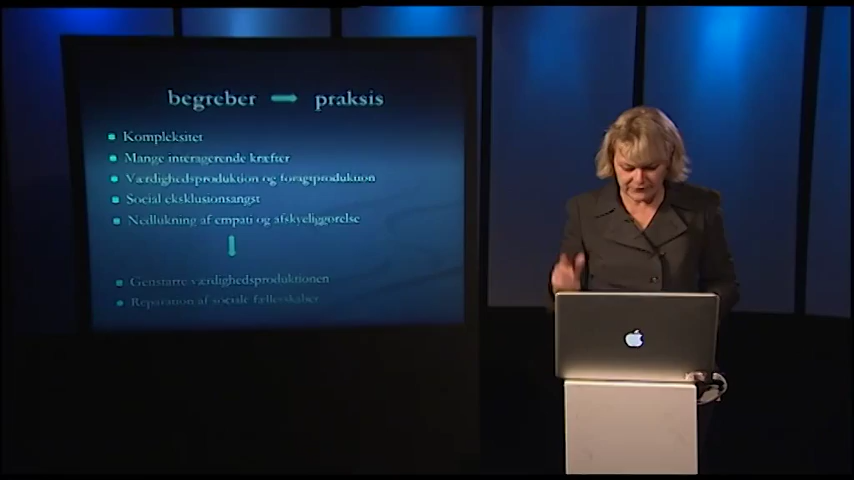 begreber → praksis
Kompleksitet
Mange interagerende kræfter
Værdighedsproduktion og foragtproduktion
Social eksklusionsangst
Nedlukning af empati og afskyeliggørelse
Genstarte værdighedsproduktionen
Reparation af sociale fællesskaber